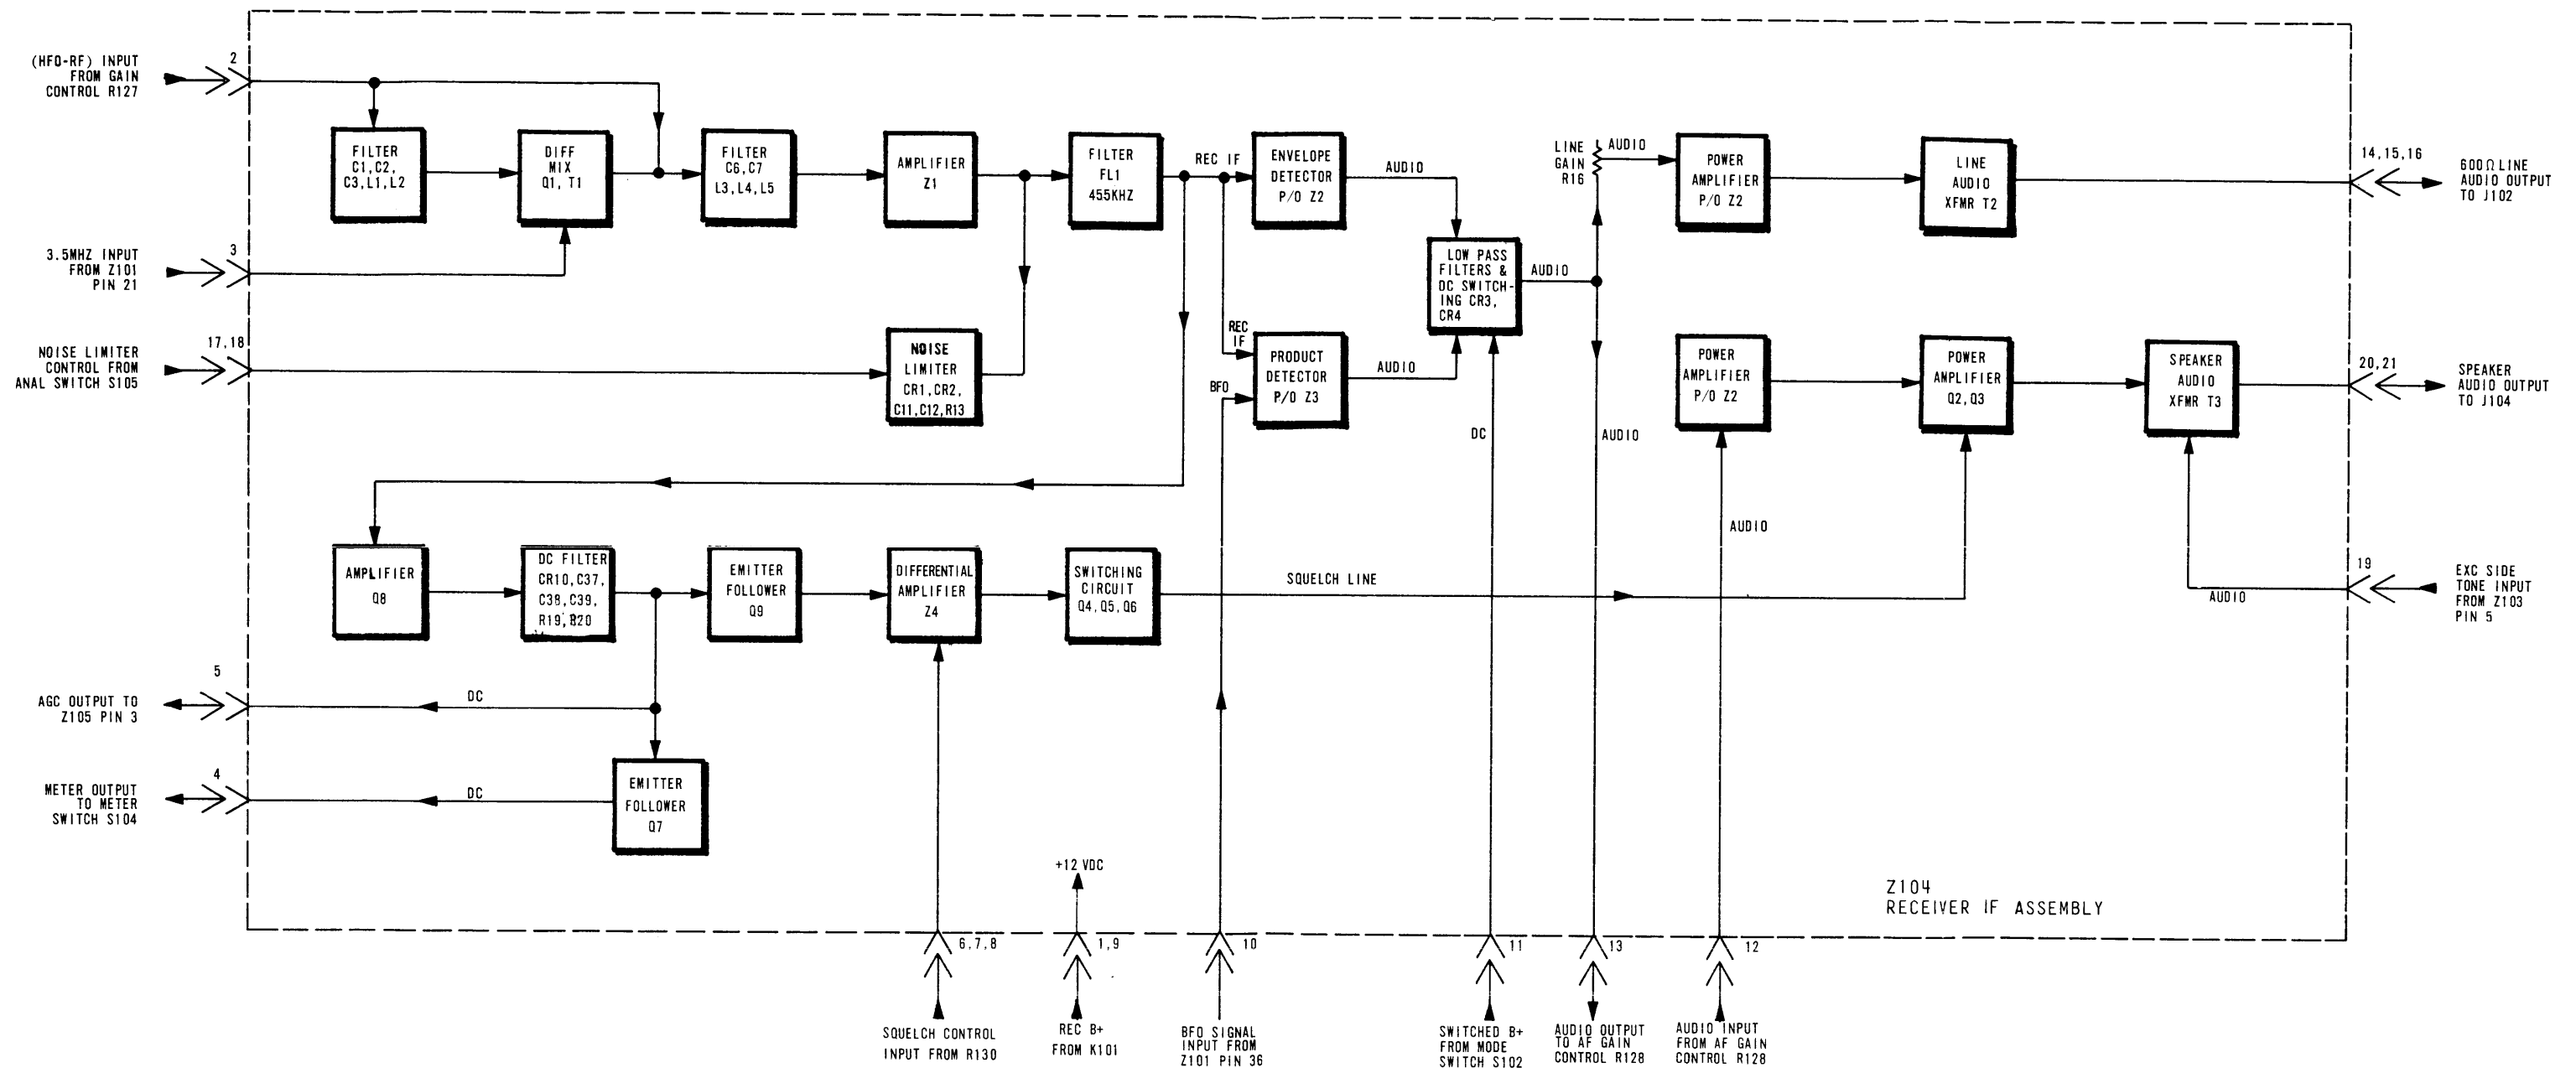 (HFO-RF) INPUT
FROM GAIN
CONTROL R127
2
3.5MHZ INPUT
FROM Z101
PIN 21
3
NOISE LIMITER
CONTROL FROM
ANAL SWITCH S105
17,18
AGC OUTPUT TO
Z105 PIN 3
5
METER OUTPUT
TO METER
SWITCH S104
4
FILTER
C1,C2,
C3,L1,L2
DIFF
MIX
Q1, T1
FILTER
C6,C7
L3,L4,L5
AMPLIFIER
Z1
FILTER
FL1
455KHZ
REC IF
ENVELOPE
DETECTOR
P/O Z2
AUDIO
LINE
GAIN
R16
AUDIO
POWER
AMPLIFIER
P/O Z2
LINE
AUDIO
XFMR T2
14,15,16
600Ω LINE
AUDIO OUTPUT
TO J102
LOW PASS
FILTERS &
DC SWITCH-
ING CR3,
CR4
AUDIO
NOISE
LIMITER
CR1,CR2,
C11,C12,R13
REC
IF
BFO
PRODUCT
DETECTOR
P/O Z3
AUDIO
DC
AUDIO
POWER
AMPLIFIER
P/O Z2
POWER
AMPLIFIER
Q2,Q3
SPEAKER
AUDIO
XFMR T3
20,21
SPEAKER
AUDIO OUTPUT
TO J104
AUDIO
AMPLIFIER
Q8
DC FILTER
CR10,C37,
C38,C39,
R19,R20
EMITTER
FOLLOWER
Q9
DIFFERENTIAL
AMPLIFIER
Z4
SWITCHING
CIRCUIT
Q4,Q5,Q6
SQUELCH LINE
19
AUDIO
EXC SIDE
TONE INPUT
FROM Z103
PIN 5
DC
EMITTER
FOLLOWER
Q7
DC
+12 VDC
Z104
RECEIVER IF ASSEMBLY
6,7,8
1,9
10
11
13
12
SQUELCH CONTROL
INPUT FROM R130
REC B+
FROM K101
BFO SIGNAL
INPUT FROM
Z101 PIN 36
SWITCHED B+
FROM MODE
SWITCH S102
AUDIO OUTPUT
TO AF GAIN
CONTROL R128
AUDIO INPUT
FROM AF GAIN
CONTROL R128